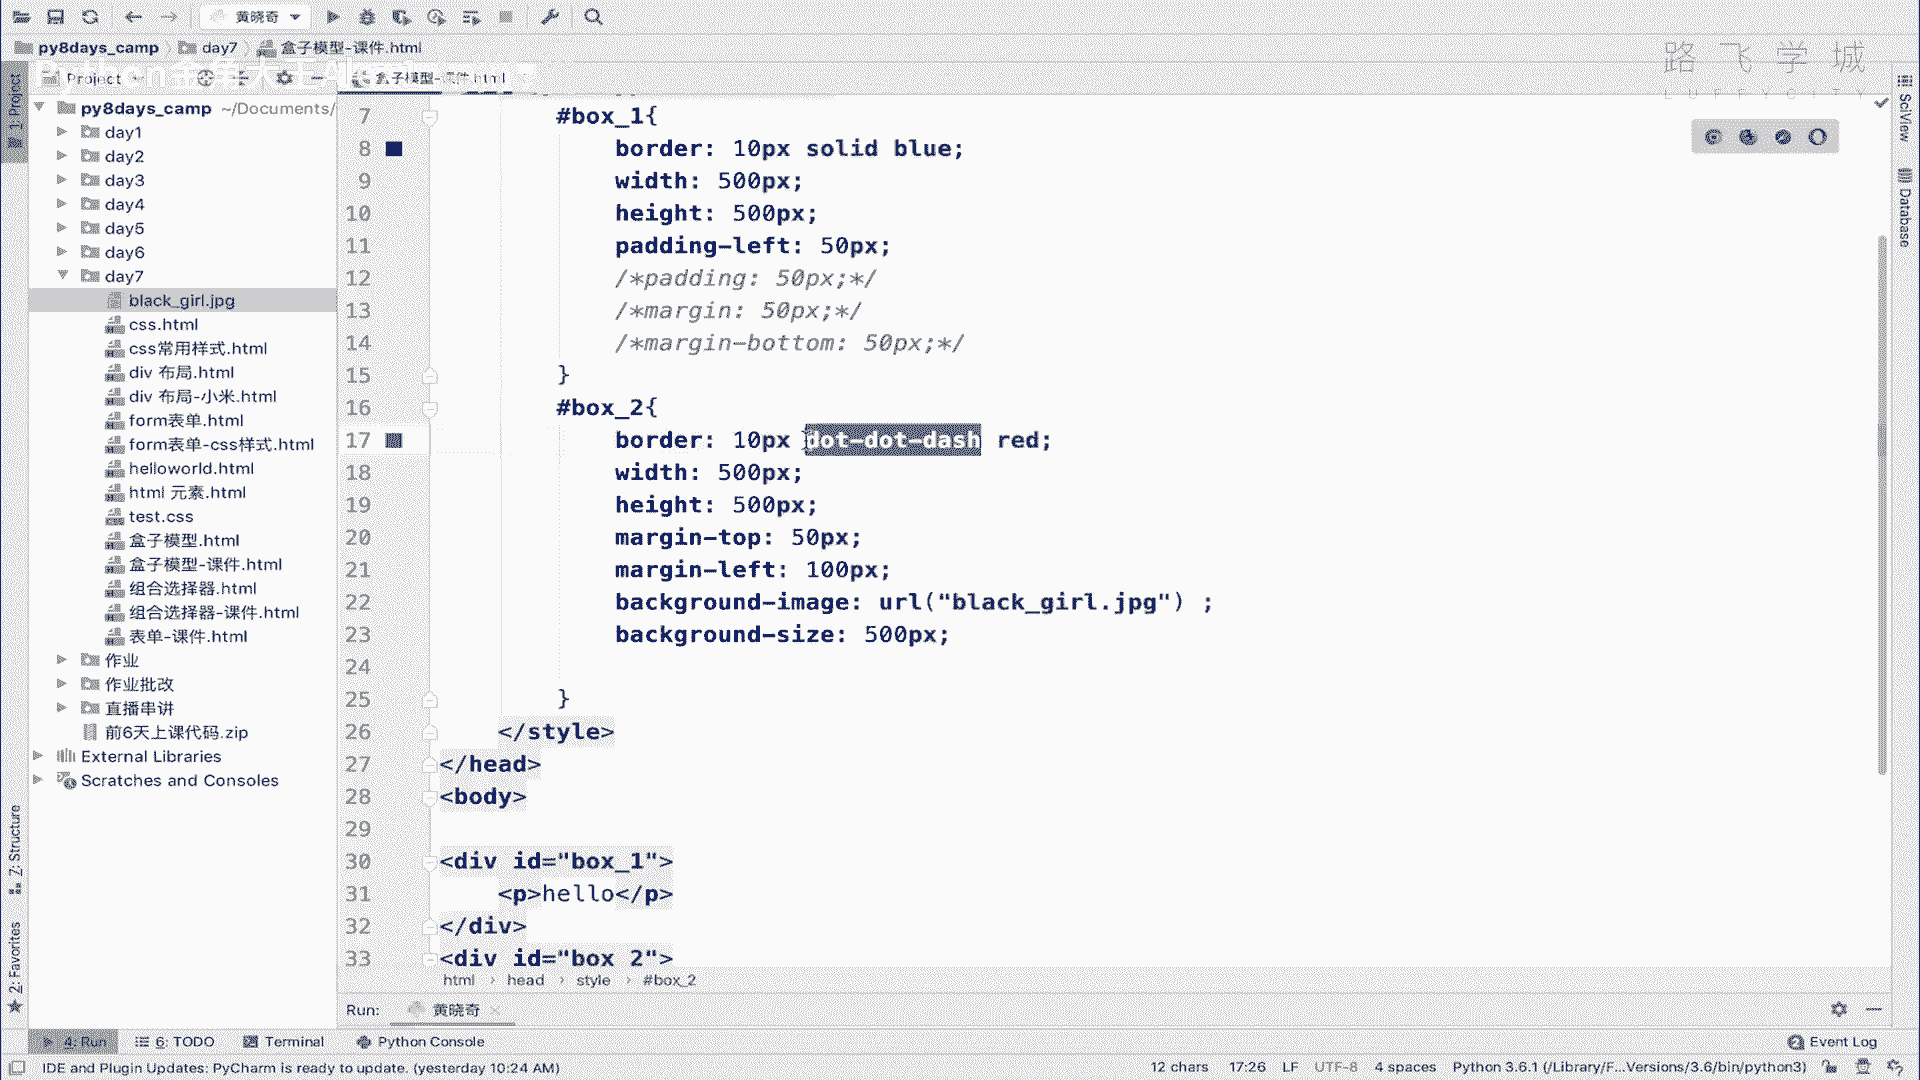 黄晓奇
py8days_camp
day7
盒子模型-课件.html
路飞学城
LUFFYCITY
Project
盒子模型-课件.html
1: Project
py8days_camp ~/Documents/
day1
day2
day3
day4
day5
day6
day7
black_girl.jpg
css.html
css常用样式.html
div 布局.html
div 布局-小米.html
form表单.html
form表单-css样式.html
helloworld.html
html 元素.html
test.css
盒子模型.html
盒子模型-课件.html
组合选择器.html
组合选择器-课件.html
表单-课件.html
作业
作业批改
直播串讲
前6天上课代码.zip
External Libraries
Scratches and Consoles
7: Structure
2: Favorites
7 #box_1{
8 border: 10px solid blue;
9 width: 500px;
10 height: 500px;
11 padding-left: 50px;
12 /*padding: 50px;*/
13 /*margin: 50px;*/
14 /*margin-bottom: 50px;*/
15 }
16 #box_2{
17 border: 10px dot-dot-dash red;
18 width: 500px;
19 height: 500px;
20 margin-top: 50px;
21 margin-left: 100px;
22 background-image: url("black_girl.jpg") ;
23 background-size: 500px;
24
25 }
26 </style>
27 </head>
28 <body>
29
30 <div id="box_1">
31 <p>hello</p>
32 </div>
33 <div id="box_2">
html › head › style › #box_2
SciView
Database
Run: 黄晓奇
4: Run
6: TODO
Terminal
Python Console
Event Log
IDE and Plugin Updates: PyCharm is ready to update. (yesterday 10:24 AM)
12 chars 17:26 LF UTF-8 4 spaces Python 3.6.1 (/Library/F...Versions/3.6/bin/python3)